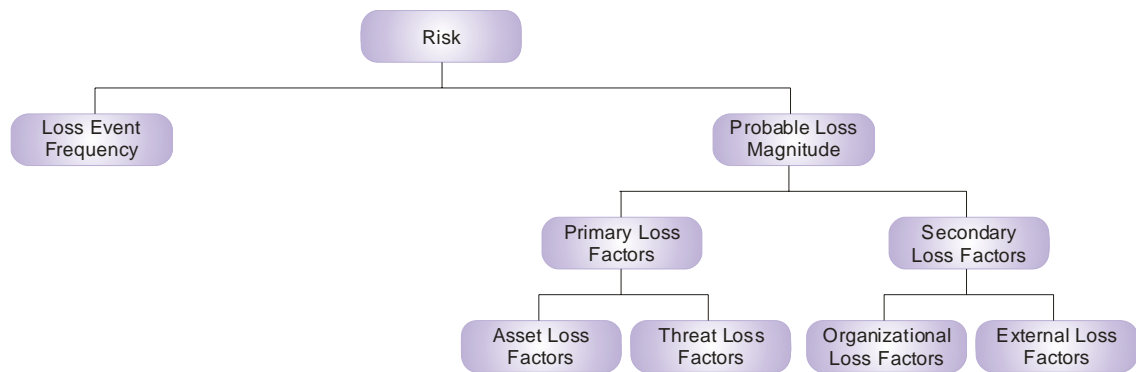 Risk
Loss Event
Frequency
Probable Loss
Magnitude
Primary Loss
Factors
Secondary
Loss Factors
Asset Loss
Factors
Threat Loss
Factors
Organizational
Loss Factors
External Loss
Factors